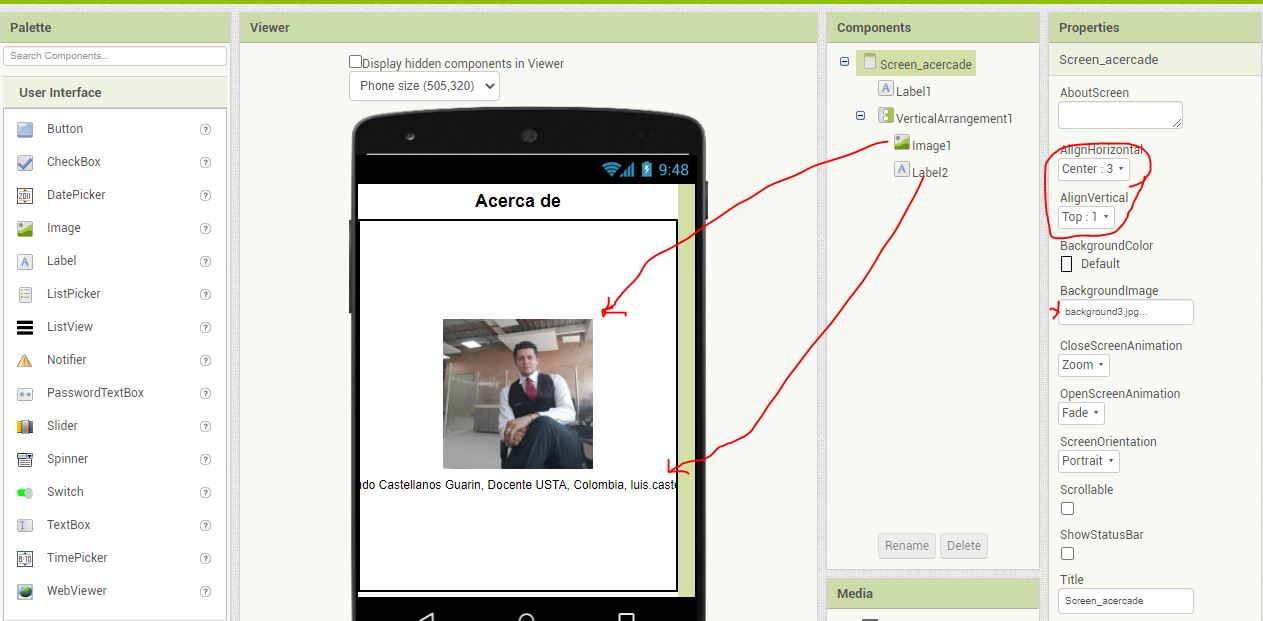 Palette
Search Components...
User Interface
Button
CheckBox
DatePicker
Image
Label
ListPicker
ListView
Notifier
PasswordTextBox
Slider
Spinner
Switch
TextBox
TimePicker
WebViewer
Viewer
Display hidden components in Viewer
Phone size (505,320)
9:48
Acerca de
ndo Castellanos Guarin, Docente USTA, Colombia, luis.caste
Components
Screen_acercade
Label1
VerticalArrangement1
Image1
Label2
Rename Delete
Media
Properties
Screen_acercade
AboutScreen
AlignHorizontal
Center : 3
AlignVertical
Top : 1
BackgroundColor
Default
BackgroundImage
background3.jpg...
CloseScreenAnimation
Zoom
OpenScreenAnimation
Fade
ScreenOrientation
Portrait
Scrollable
ShowStatusBar
Title
Screen_acercade